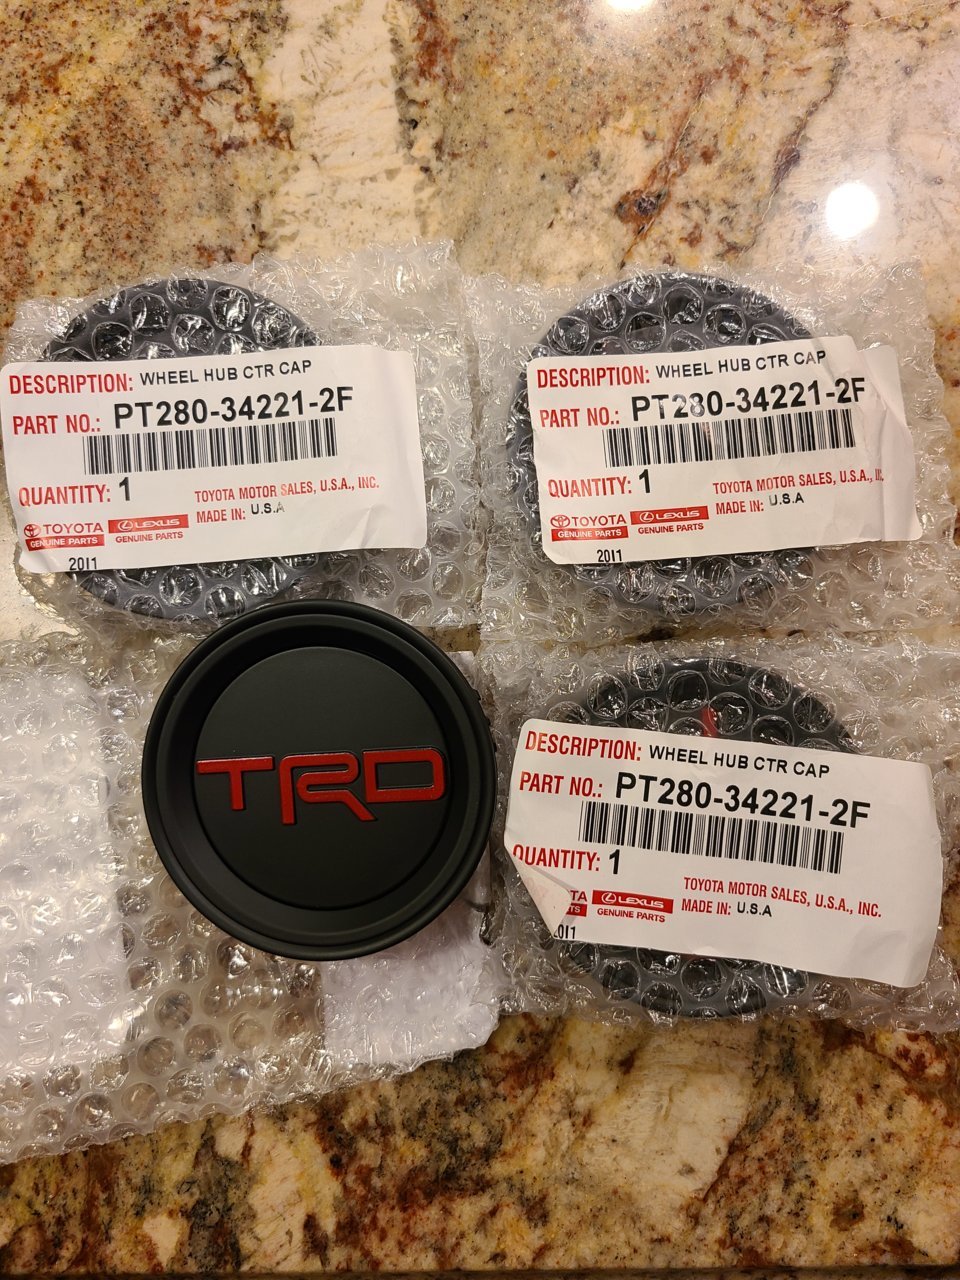 DESCRIPTION: WHEEL HUB CTR CAP
PART NO.: PT280-34221-2F
QUANTITY: 1
TOYOTA MOTOR SALES, U.S.A., INC.
MADE IN: U.S.A
TOYOTA
GENUINE PARTS
LEXUS
GENUINE PARTS
2011
DESCRIPTION: WHEEL HUB CTR CAP
PART NO.: PT280-34221-2F
QUANTITY: 1
TOYOTA MOTOR SALES, U.S.A., INC.
MADE IN: U.S.A
TOYOTA
GENUINE PARTS
LEXUS
GENUINE PARTS
2011
TRD
DESCRIPTION: WHEEL HUB CTR CAP
PART NO.: PT280-34221-2F
QUANTITY: 1
TOYOTA MOTOR SALES, U.S.A., INC.
MADE IN: U.S.A
LEXUS
GENUINE PARTS
2011